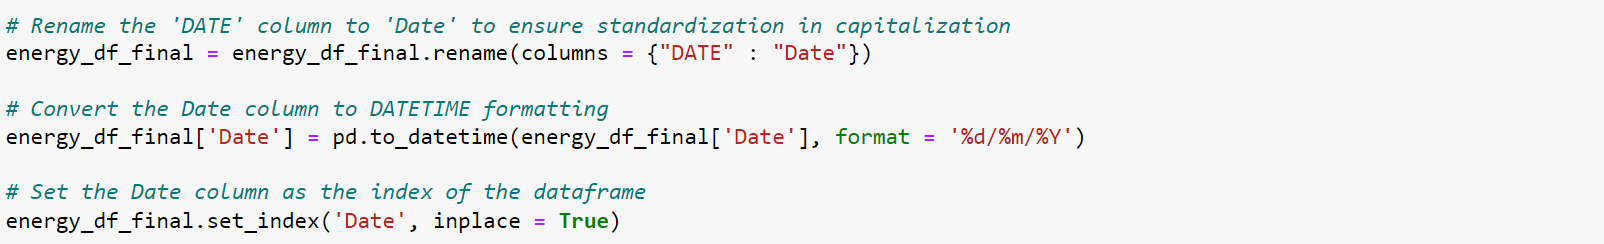 # Rename the 'DATE' column to 'Date' to ensure standardization in capitalization
energy_df_final = energy_df_final.rename(columns = {"DATE" : "Date"})
# Convert the Date column to DATETIME formatting
energy_df_final['Date'] = pd.to_datetime(energy_df_final['Date'], format = '%d/%m/%Y')
# Set the Date column as the index of the dataframe
energy_df_final.set_index('Date', inplace = True)